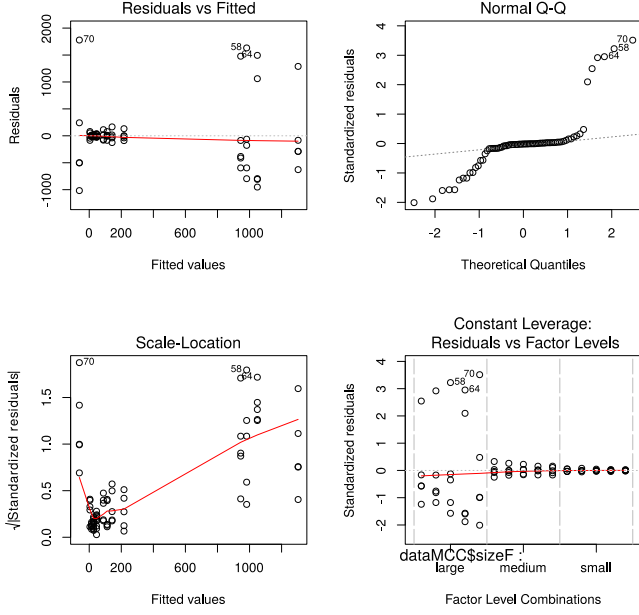 Residuals vs Fitted
Residuals
2000
1000
0
-1000
70
58
64
0
200
600
1000
Fitted values
Normal Q-Q
Standardized residuals
4
3
2
1
0
-1
-2
70
58
64
-2
-1
0
1
2
Theoretical Quantiles
Scale-Location
√|Standardized residuals|
1.5
1.0
0.5
0.0
70
58
64
0
200
600
1000
Fitted values
Constant Leverage:
Residuals vs Factor Levels
Standardized residuals
4
3
2
1
0
-1
-2
70
58
64
dataMCC$sizeF :
large
medium
small
Factor Level Combinations